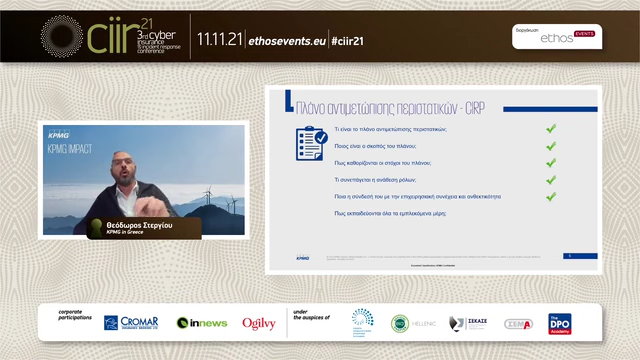 ciir21
3rd cyber
insurance
& incident response
conference
11.11.21 | ethosevents.eu | #ciir21
διοργάνωση
ethos EVENTS
KPMG
KPMG IMPACT
Θεόδωρος Στεργίου
KPMG in Greece
Πλάνο αντιμετώπισης περιστατικών - CIRP
Τι είναι το πλάνο αντιμετώπισης περιστατικών;
Ποιος είναι ο σκοπός του πλάνου;
Πως καθορίζονται οι στόχοι του πλάνου;
Τι συνεπάγεται η ανάθεση ρόλων;
Ποια η σύνδεσή του με την επιχειρησιακή συνέχεια και ανθεκτικότητα
Πως εκπαιδεύονται όλα τα εμπλεκόμενα μέρη;
KPMG
corporate
participations
CROMAR
innews
Ogilvy
under
the auspices of
HELLENIC
ΣΕΚΑΣΕ
ΣΕΜΑ
The
DPO
Academy